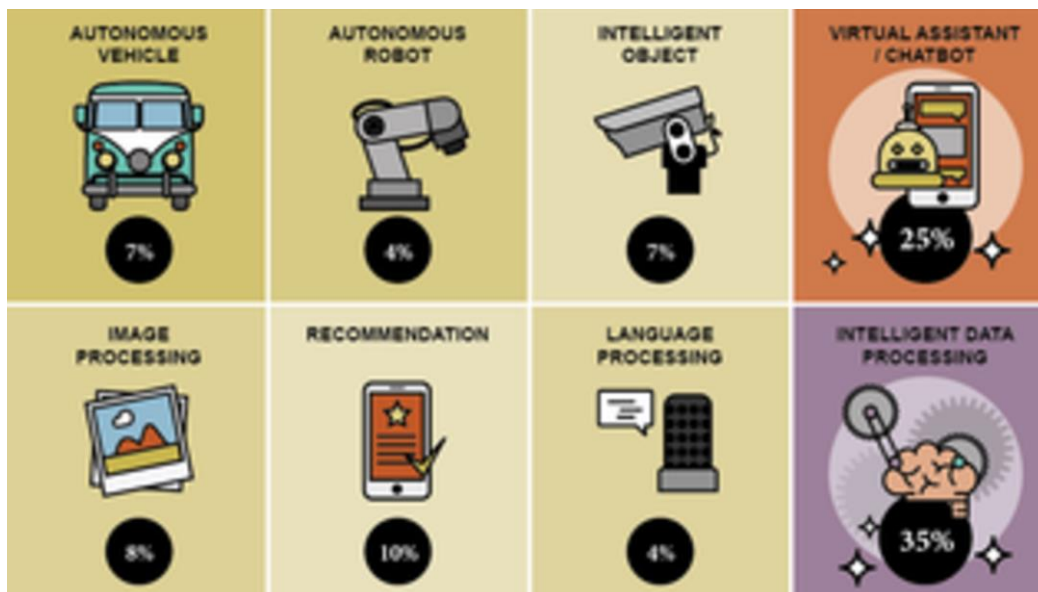 AUTONOMOUS
VEHICLE
7%
AUTONOMOUS
ROBOT
4%
INTELLIGENT
OBJECT
7%
VIRTUAL ASSISTANT
/ CHATBOT
25%
IMAGE
PROCESSING
8%
RECOMMENDATION
10%
LANGUAGE
PROCESSING
4%
INTELLIGENT DATA
PROCESSING
35%